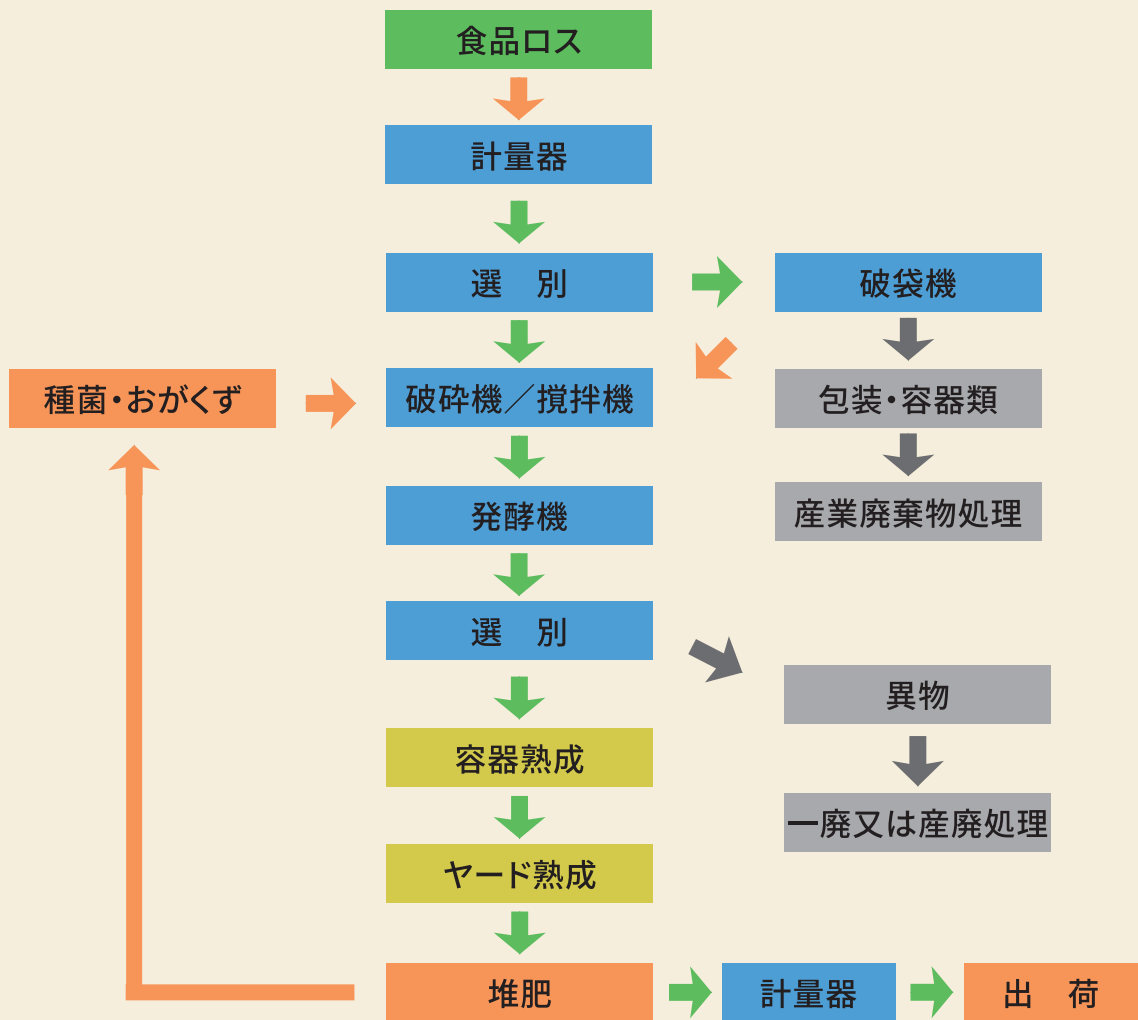 食品ロス
計量器
選　別
破袋機
種菌・おがくず
破砕機／撹拌機
包装・容器類
発酵機
産業廃棄物処理
選　別
異物
容器熟成
一廃又は産廃処理
ヤード熟成
堆肥
計量器
出　荷